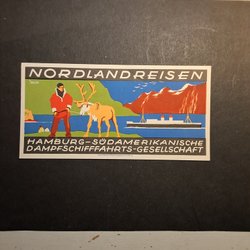 NORDLANDREISEN
HAMBURG-SÜDAMERIKANISCHE
DAMPFSCHIFFFAHRTS-GESELLSCHAFT